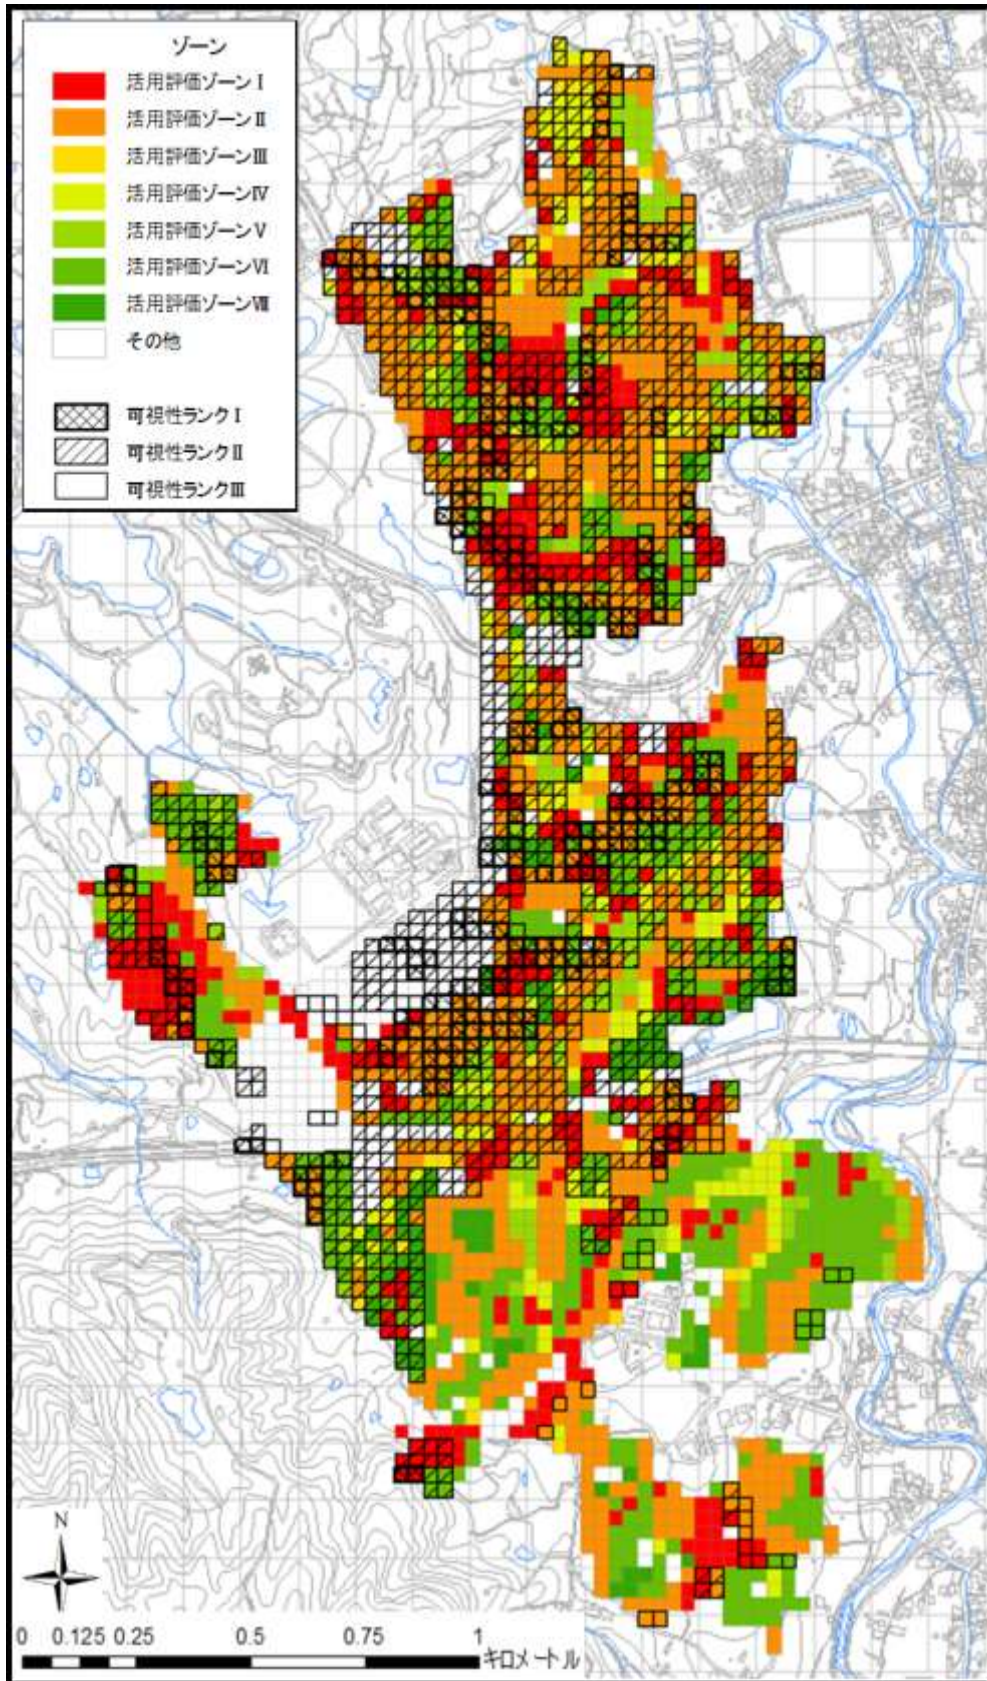 ゾーン
活用評価ゾーンⅠ
活用評価ゾーンⅡ
活用評価ゾーンⅢ
活用評価ゾーンⅣ
活用評価ゾーンⅤ
活用評価ゾーンⅥ
活用評価ゾーンⅦ
その他
可視性ランクⅠ
可視性ランクⅡ
可視性ランクⅢ
N
0 0.125 0.25 0.5 0.75 1
キロメートル